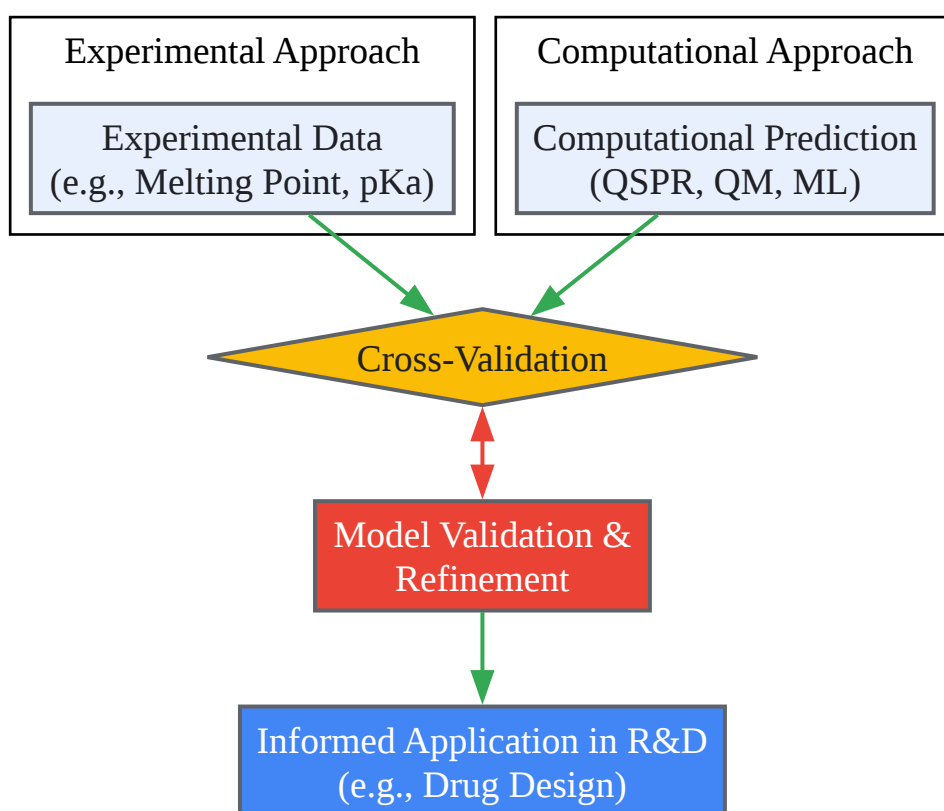 Experimental Approach
Experimental Data
(e.g., Melting Point, pKa)
Computational Approach
Computational Prediction
(QSPR, QM, ML)
Cross-Validation
Model Validation &
Refinement
Informed Application in R&D
(e.g., Drug Design)